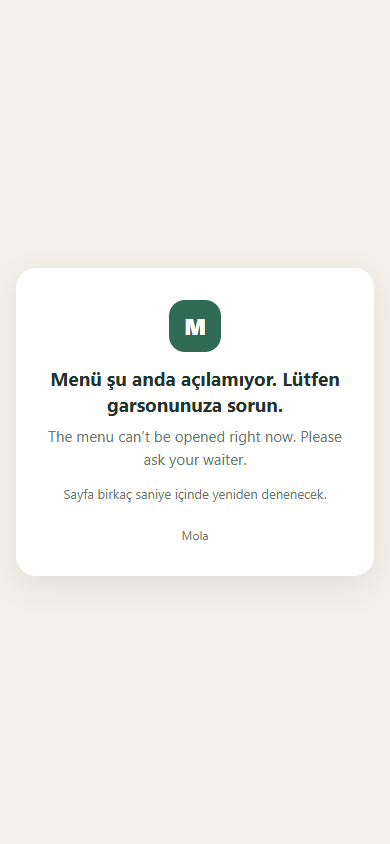 M
Menü şu anda açılamıyor. Lütfen
garsonunuza sorun.
The menu can’t be opened right now. Please
ask your waiter.
Sayfa birkaç saniye içinde yeniden denenecek.
Mola